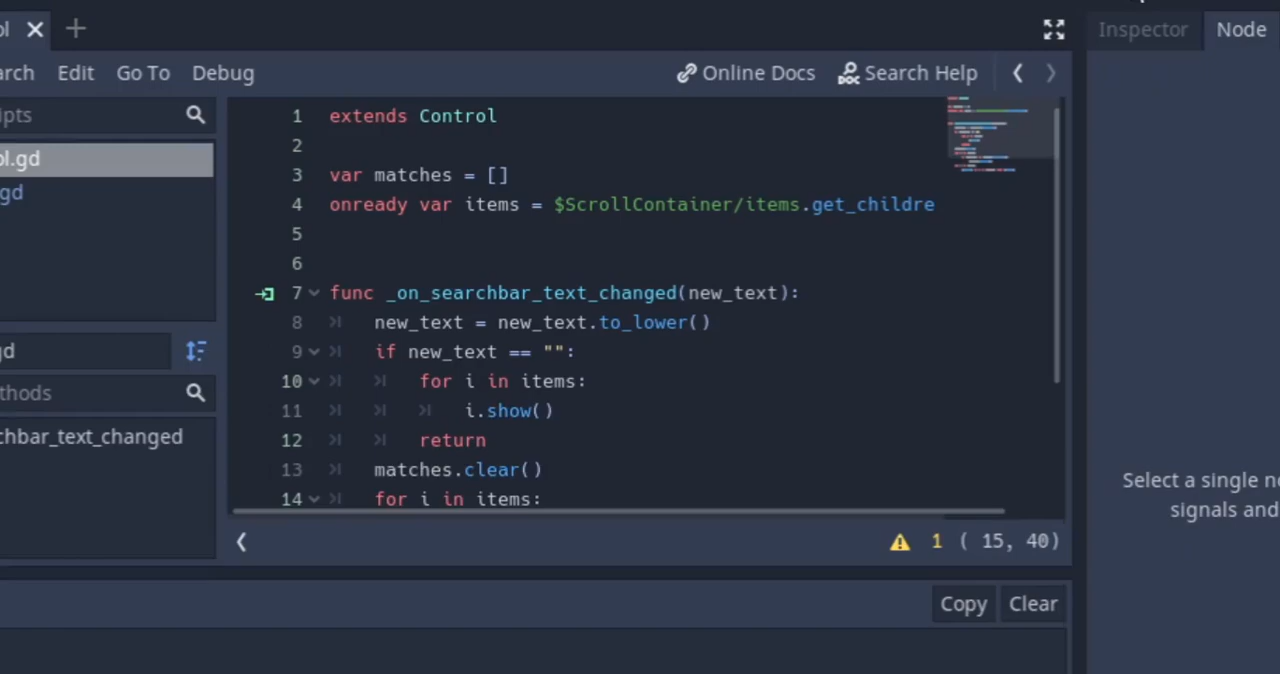 ol
Inspector
Node
arch Edit Go To Debug
Online Docs
Search Help
ipts
ol.gd
gd
gd
thods
chbar_text_changed
1 extends Control
2
3 var matches = []
4 onready var items = $ScrollContainer/items.get_childre
5
6
7 func _on_searchbar_text_changed(new_text):
8 new_text = new_text.to_lower()
9 if new_text == "":
10 for i in items:
11 i.show()
12 return
13 matches.clear()
14 for i in items:
1 ( 15, 40)
Copy Clear
Select a single no
signals and